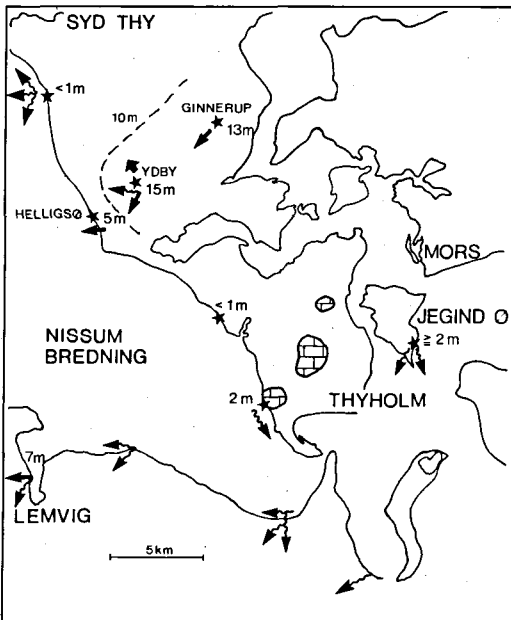 SYD THY
<1m
10m
GINNERUP
13m
YDBY
15m
HELLIGSØ
5m
MORS
<1m
JEGIND Ø
≧ 2m
NISSUM
BREDNING
2m
THYHOLM
7m
LEMVIG
5km